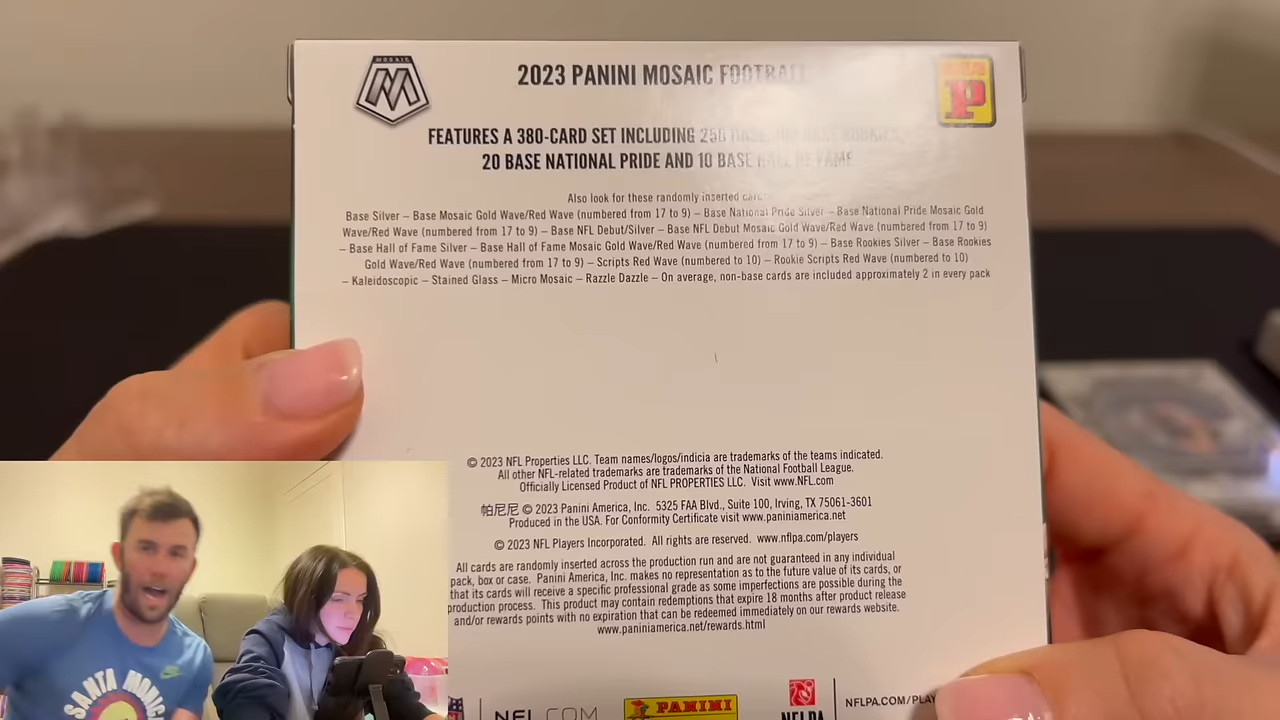 MOSAIC
2023 PANINI MOSAIC FOOTBALL
FEATURES A 380-CARD SET INCLUDING 250
20 BASE NATIONAL PRIDE AND 10 BASE HALL OF FAME
Also look for these randomly inserted cards
Base Silver – Base Mosaic Gold Wave/Red Wave (numbered from 17 to 9) – Base National Pride Silver – Base National Pride Mosaic Gold
Wave/Red Wave (numbered from 17 to 9) – Base NFL Debut/Silver – Base NFL Debut Mosaic Gold Wave/Red Wave (numbered from 17 to 9)
– Base Hall of Fame Silver – Base Hall of Fame Mosaic Gold Wave/Red Wave (numbered from 17 to 9) – Base Rookies Silver – Base Rookies
Gold Wave/Red Wave (numbered from 17 to 9) – Scripts Red Wave (numbered to 10) – Rookie Scripts Red Wave (numbered to 10)
– Kaleidoscopic – Stained Glass – Micro Mosaic – Razzle Dazzle – On average, non-base cards are included approximately 2 in every pack
© 2023 NFL Properties LLC. Team names/logos/indicia are trademarks of the teams indicated.
All other NFL-related trademarks are trademarks of the National Football League.
Officially Licensed Product of NFL PROPERTIES LLC. Visit www.NFL.com
帕尼尼 © 2023 Panini America, Inc. 5325 FAA Blvd., Suite 100, Irving, TX 75061-3601
Produced in the USA. For Conformity Certificate visit www.paniniamerica.net
© 2023 NFL Players Incorporated. All rights are reserved. www.nflpa.com/players
All cards are randomly inserted across the production run and are not guaranteed in any individual
pack, box or case. Panini America, Inc. makes no representation as to the future value of its cards, or
that its cards will receive a specific professional grade as some imperfections are possible during the
production process. This product may contain redemptions that expire 18 months after product release
and/or rewards points with no expiration that can be redeemed immediately on our rewards website.
www.paniniamerica.net/rewards.html
NFL.COM
PANINI
NFLPA
NFLPA.COM/PLAY
SANTA MONIC